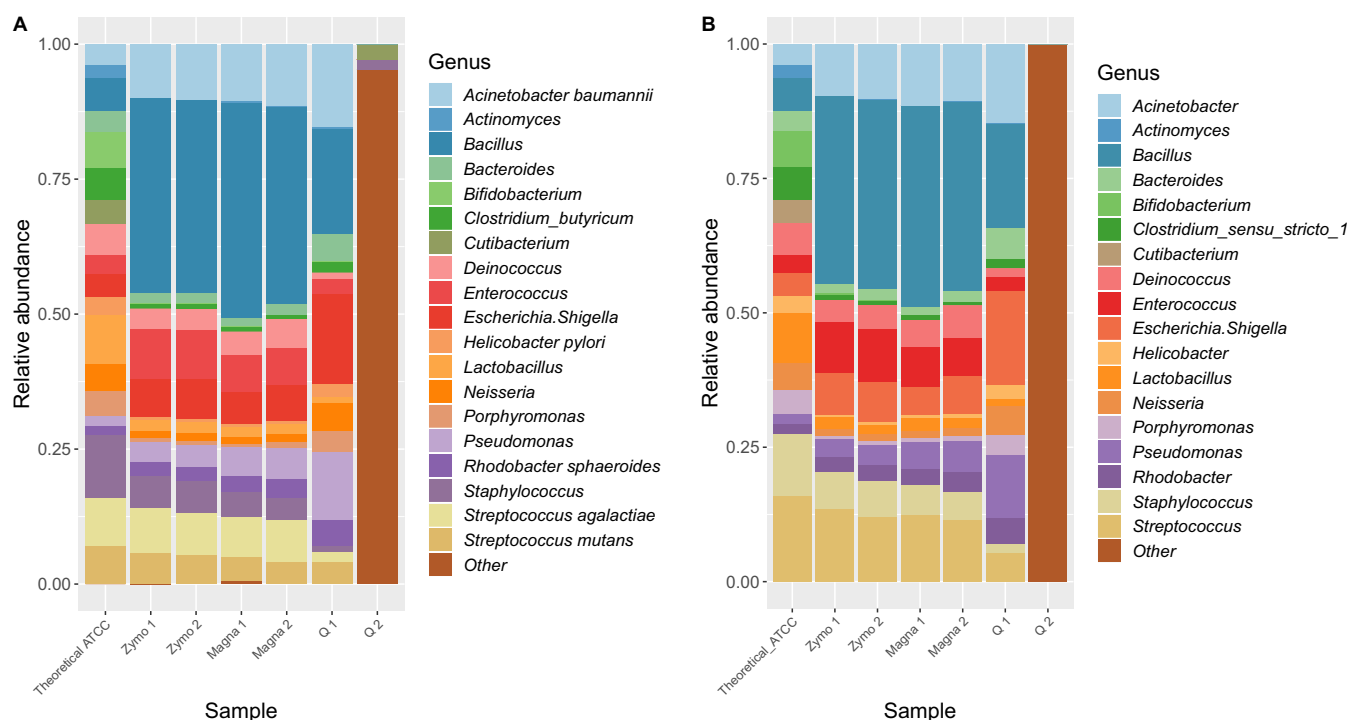 A
1.00
0.75
0.50
0.25
0.00
Relative abundance
Theoretical ATCC
Zymo 1
Zymo 2
Magna 1
Magna 2
Q 1
Q 2
Sample
Genus
Acinetobacter baumannii
Actinomyces
Bacillus
Bacteroides
Bifidobacterium
Clostridium_butyricum
Cutibacterium
Deinococcus
Enterococcus
Escherichia.Shigella
Helicobacter pylori
Lactobacillus
Neisseria
Porphyromonas
Pseudomonas
Rhodobacter sphaeroides
Staphylococcus
Streptococcus agalactiae
Streptococcus mutans
Other
B
1.00
0.75
0.50
0.25
0.00
Relative abundance
Theoretical_ATCC
Zymo 1
Zymo 2
Magna 1
Magna 2
Q 1
Q 2
Sample
Genus
Acinetobacter
Actinomyces
Bacillus
Bacteroides
Bifidobacterium
Clostridium_sensu_stricto_1
Cutibacterium
Deinococcus
Enterococcus
Escherichia.Shigella
Helicobacter
Lactobacillus
Neisseria
Porphyromonas
Pseudomonas
Rhodobacter
Staphylococcus
Streptococcus
Other